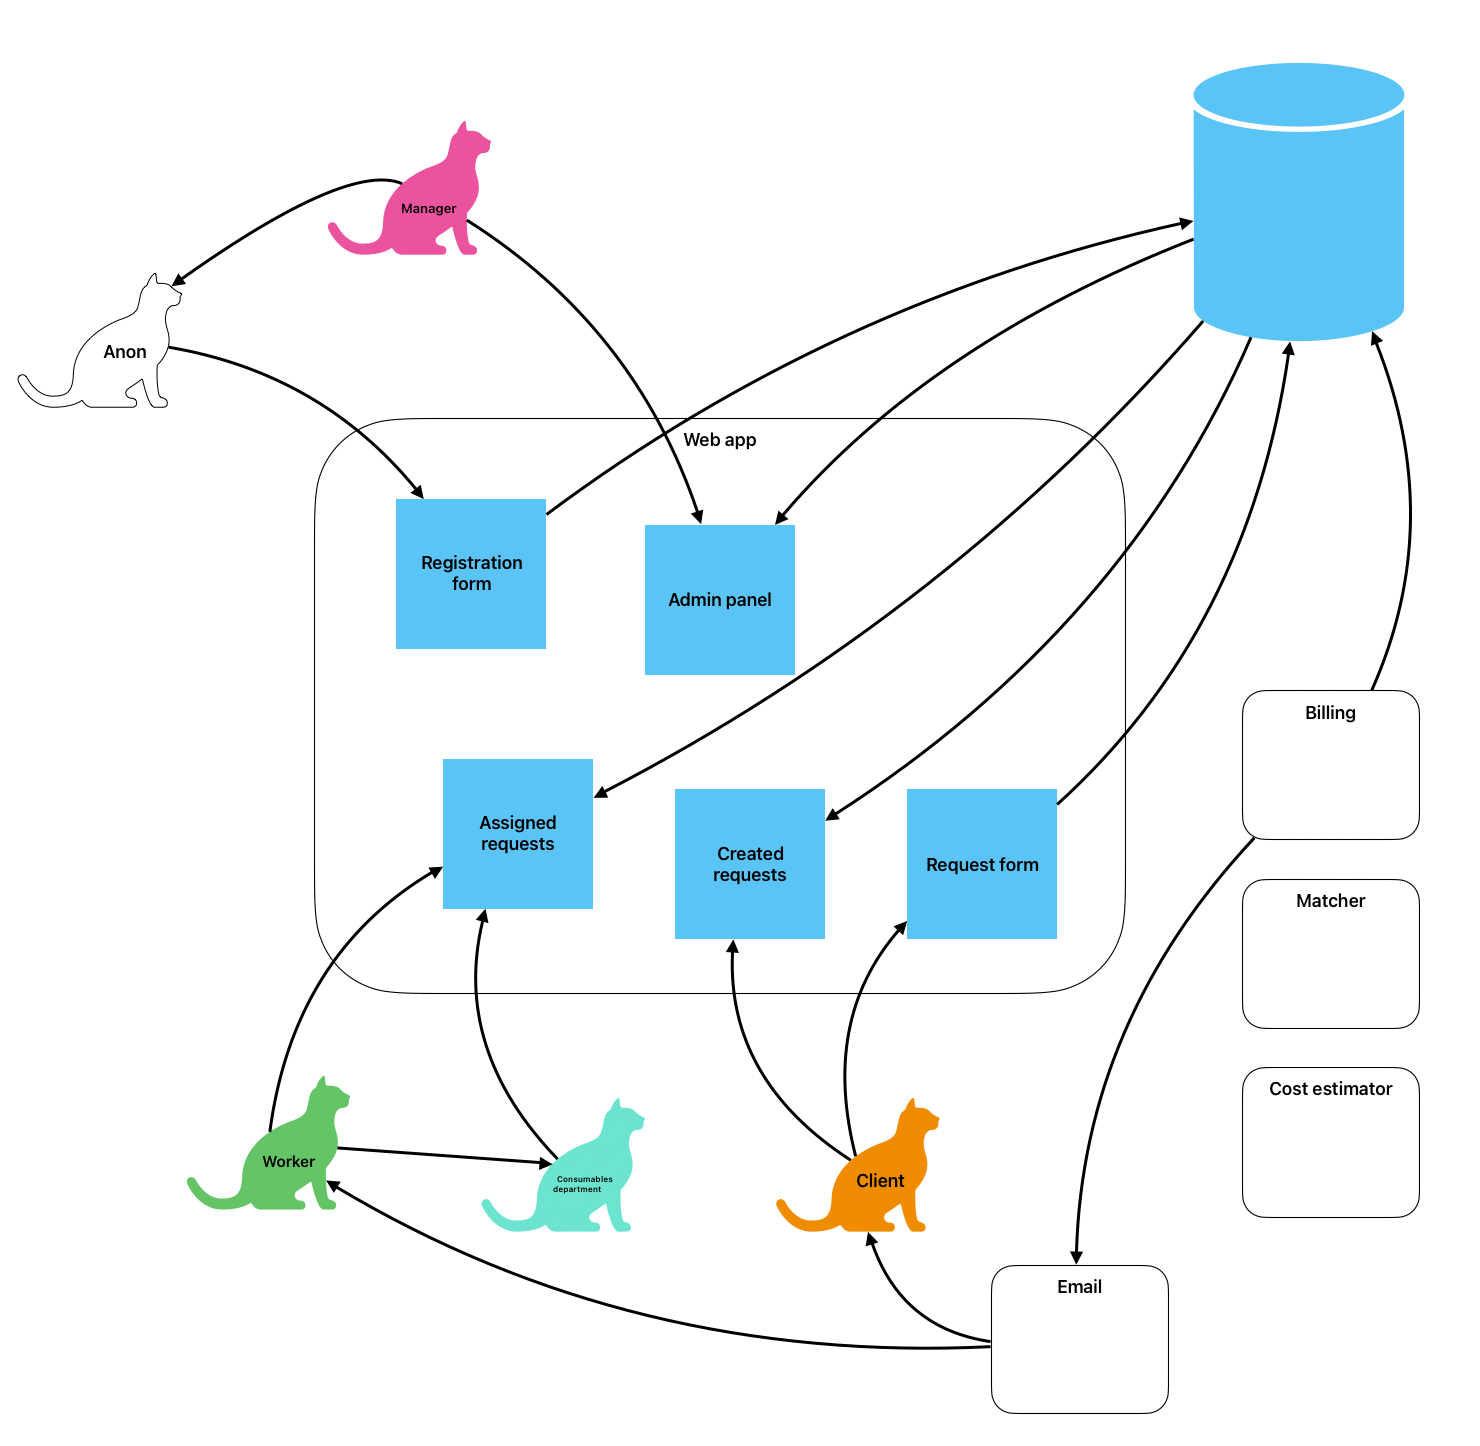 Manager
Anon
Web app
Registration
form
Admin panel
Billing
Assigned
requests
Created
requests
Request form
Matcher
Cost estimator
Worker
Consumables
department
Client
Email